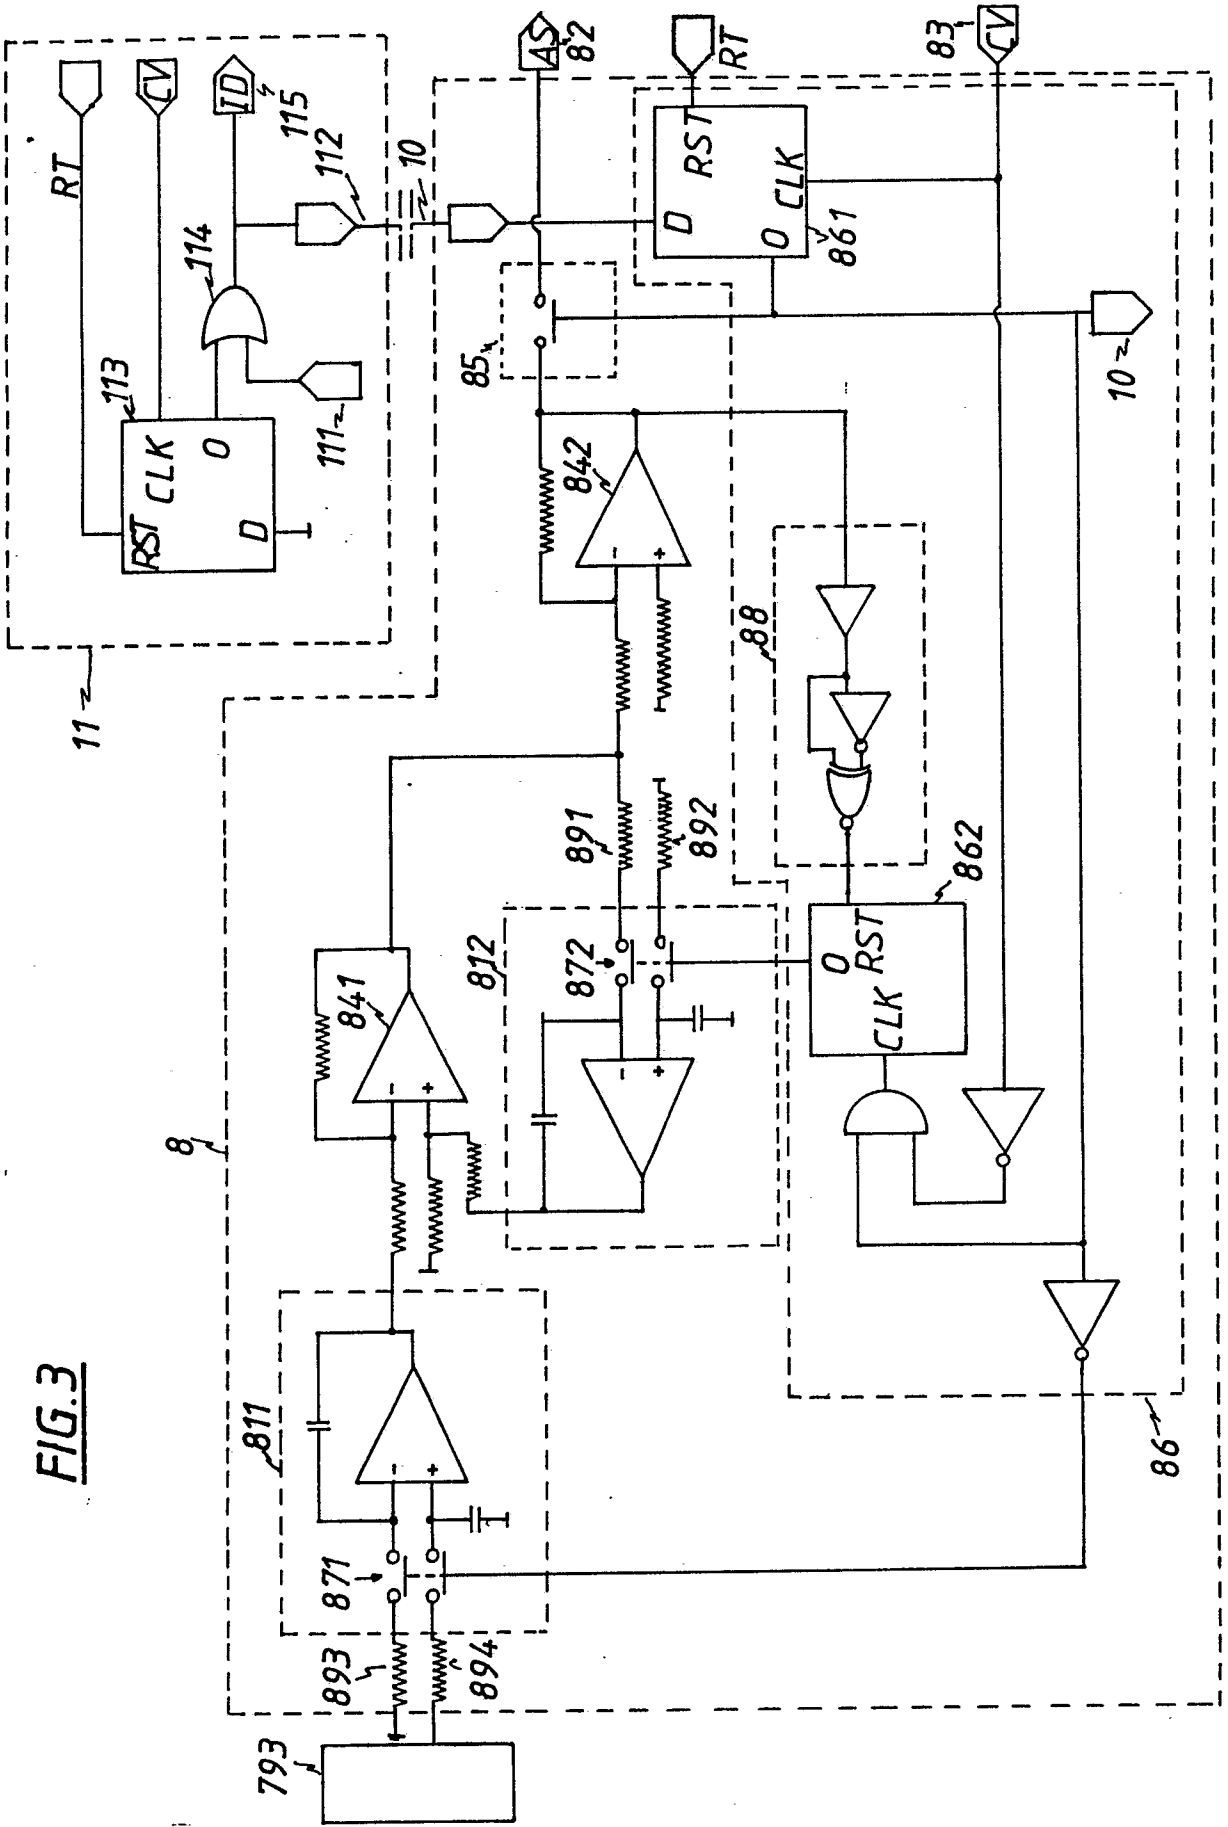 FIG.3
11
RT
CV
ID
115
112
10
114
113
RST
CLK
O
D
111
AS
82
RT
83
CV
RST
D
CLK
O
861
85
10
842
-
+
88
8
841
-
+
891
892
812
872
-
+
862
O
RST
CLK
811
871
-
+
893
894
793
86